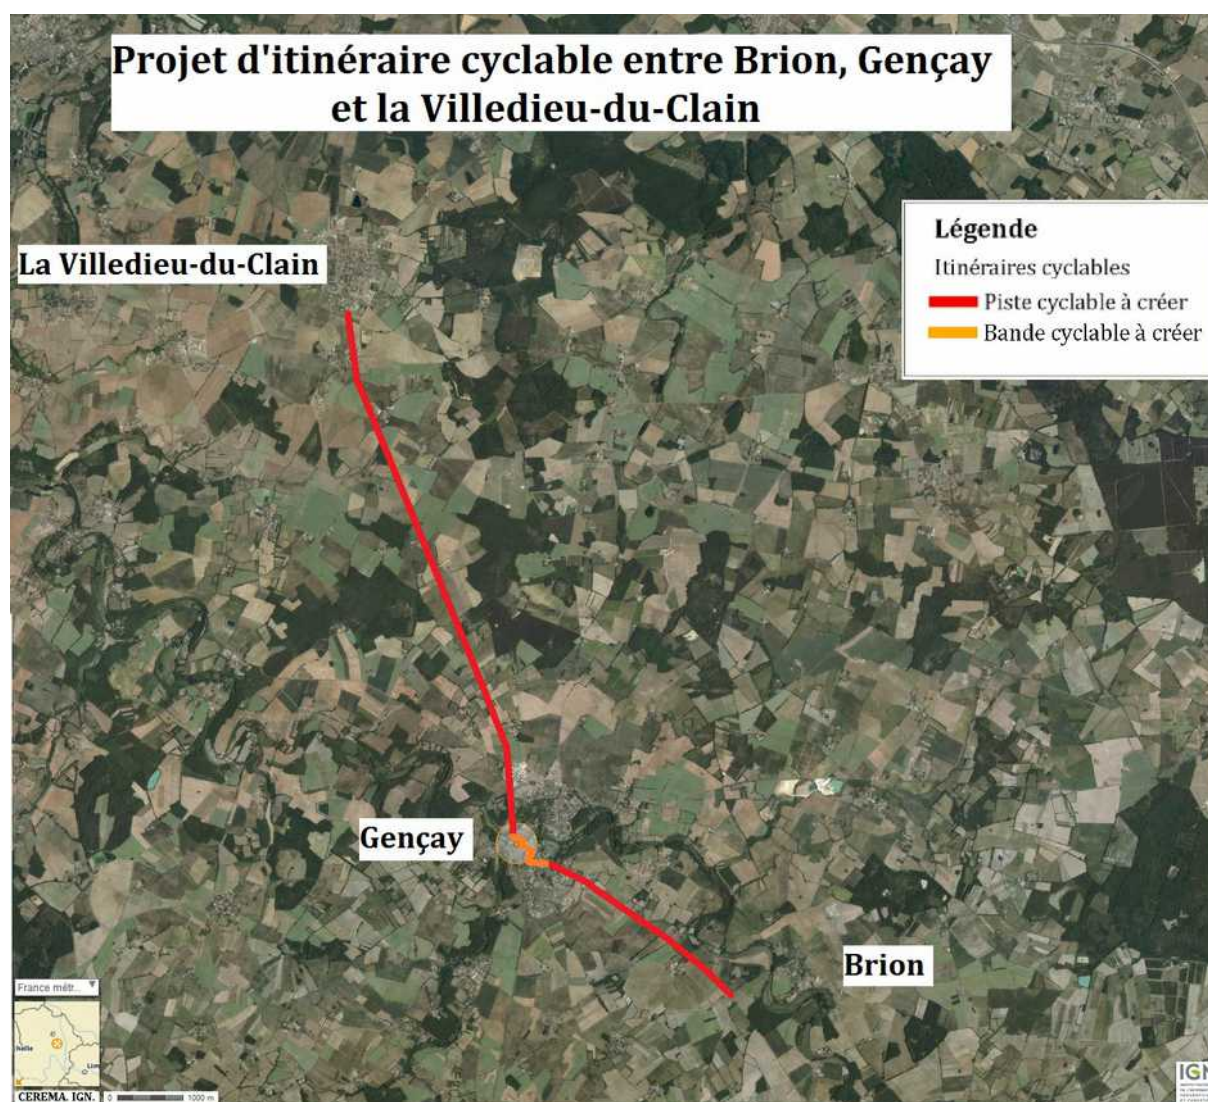 Projet d'itinéraire cyclable entre Brion, Gençay
et la Villedieu-du-Clain
La Villedieu-du-Clain
Légende
Itinéraires cyclables
Piste cyclable à créer
Bande cyclable à créer
Gençay
Brion
France métr...
CEREMA. IGN.
0 1000 m
IGN